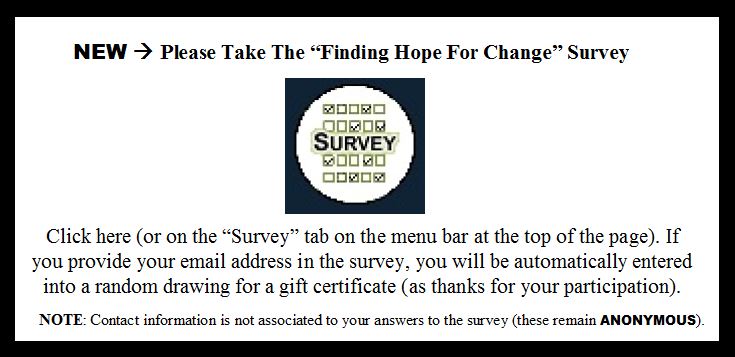 NEW → Please Take The “Finding Hope For Change” Survey
SURVEY
Click here (or on the “Survey” tab on the menu bar at the top of the page). If
you provide your email address in the survey, you will be automatically entered
into a random drawing for a gift certificate (as thanks for your participation).
NOTE: Contact information is not associated to your answers to the survey (these remain ANONYMOUS).